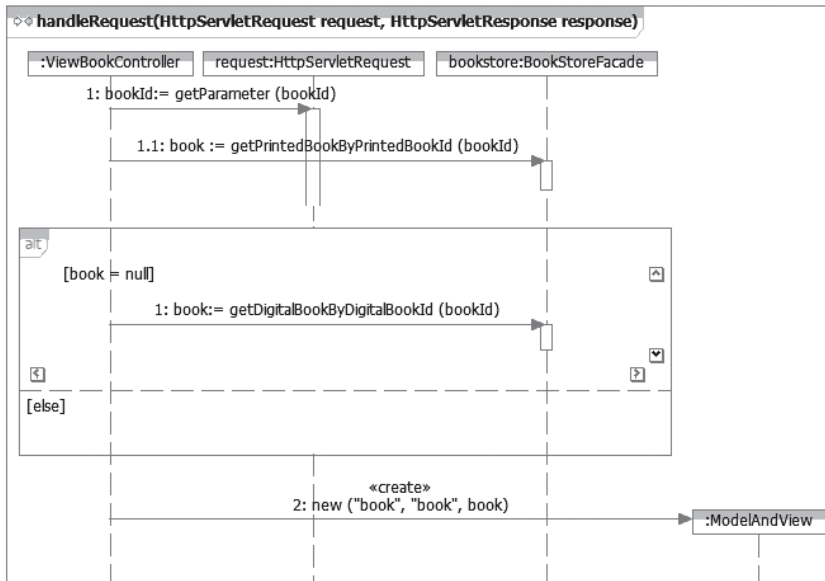 handleRequest(HttpServletRequest request, HttpServletResponse response)
:ViewBookController
request:HttpServletRequest
bookstore:BookStoreFacade
1: bookId:= getParameter (bookId)
1.1: book := getPrintedBookByPrintedBookId (bookId)
alt
[book = null]
1: book:= getDigitalBookByDigitalBookId (bookId)
[else]
«create»
2: new ("book", "book", book)
:ModelAndView